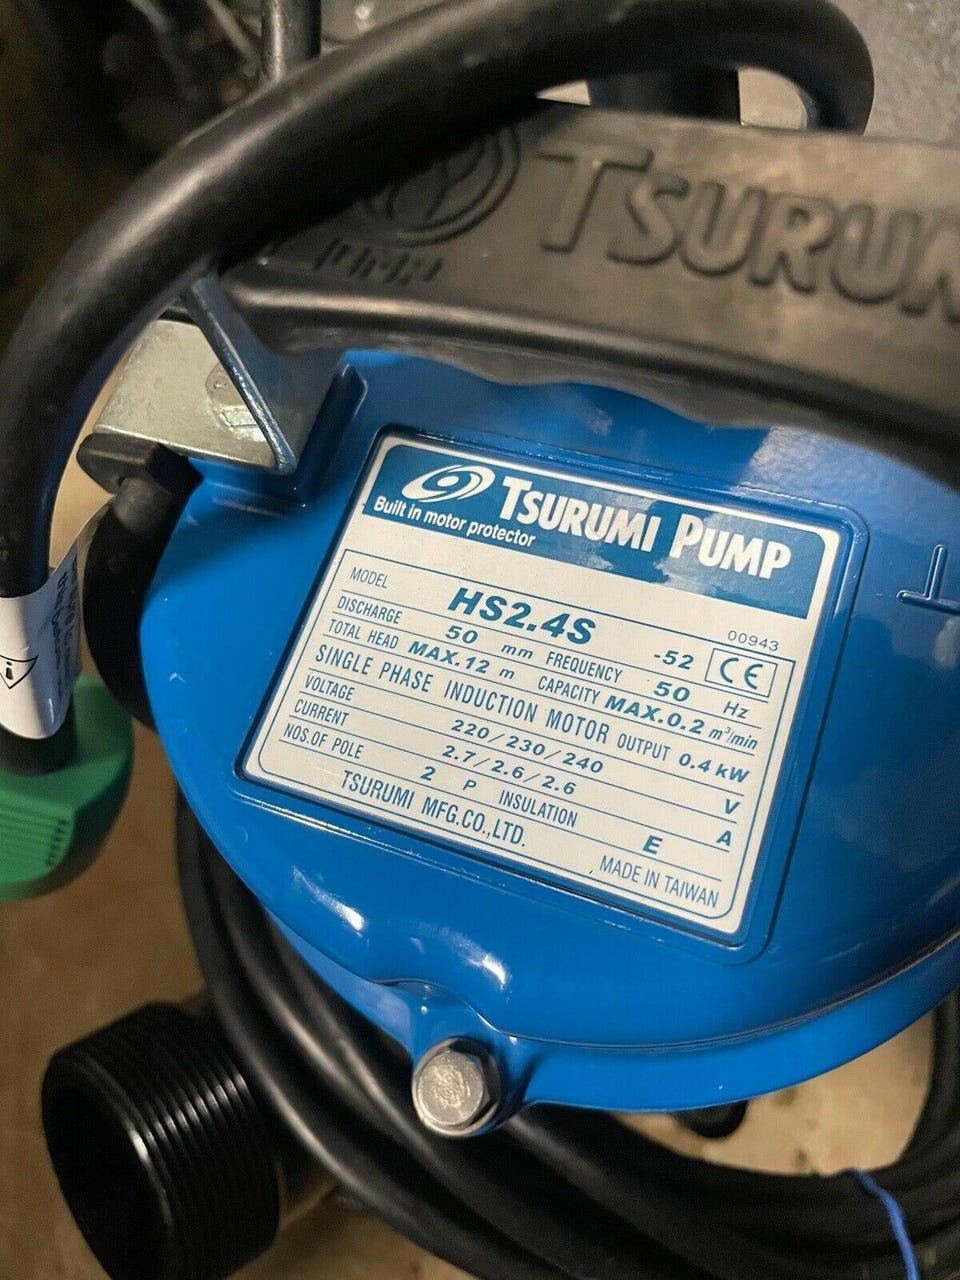 TSURUM
PUMP
TSURUMI PUMP
Built in motor protector
00943
MODEL HS2.4S -52 CE
DISCHARGE 50 mm FREQUENCY 50 Hz
TOTAL HEAD MAX.12 m CAPACITY MAX.0.2 m³/min
SINGLE PHASE INDUCTION MOTOR OUTPUT 0.4 kW
VOLTAGE 220/230/240 V
CURRENT 2.7/2.6/2.6 A
NOS.OF POLE 2 P INSULATION E
TSURUMI MFG.CO.,LTD.
MADE IN TAIWAN